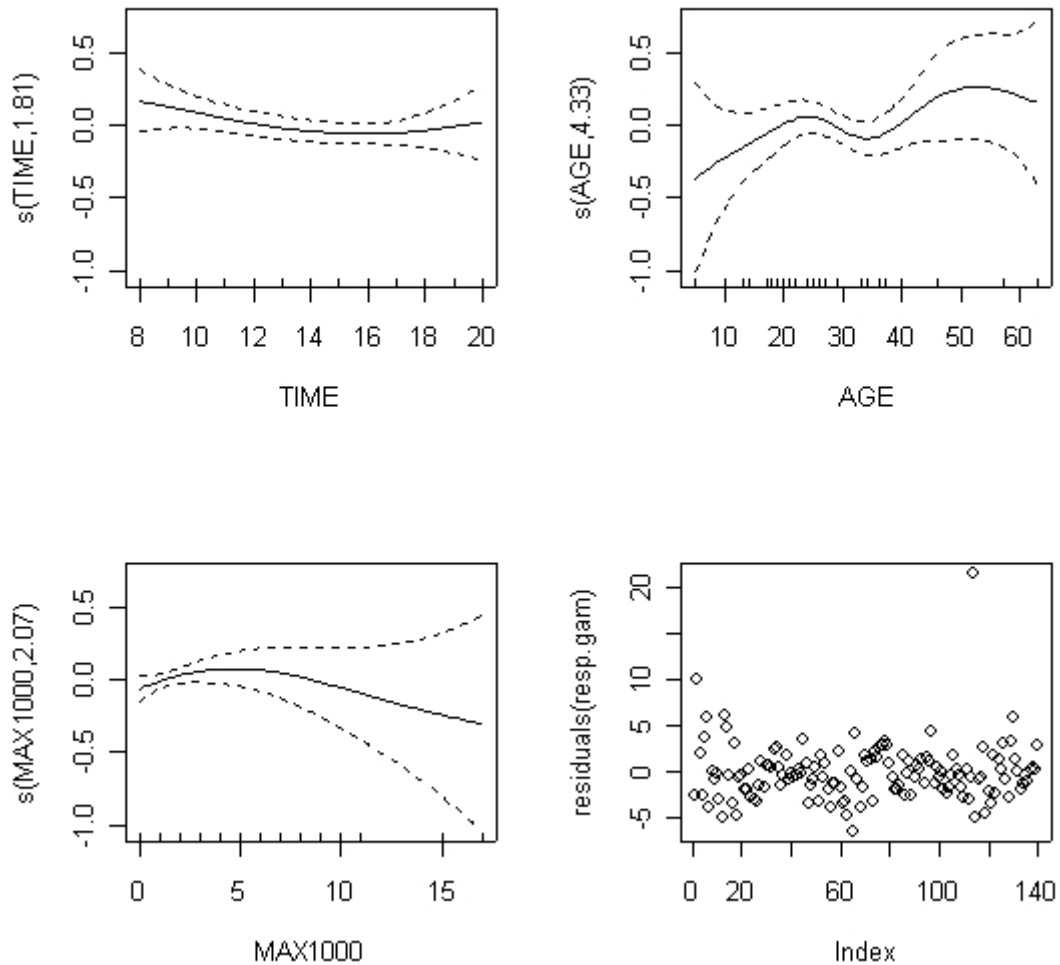 s(TIME,1.81)
0.5
0.0
-0.5
-1.0
8 10 12 14 16 18 20
TIME
s(AGE,4.33)
0.5
0.0
-0.5
-1.0
10 20 30 40 50 60
AGE
s(MAX1000,2.07)
0.5
0.0
-0.5
-1.0
0 5 10 15
MAX1000
residuals(resp.gam)
20
10
5
0
-5
0 20 60 100 140
Index